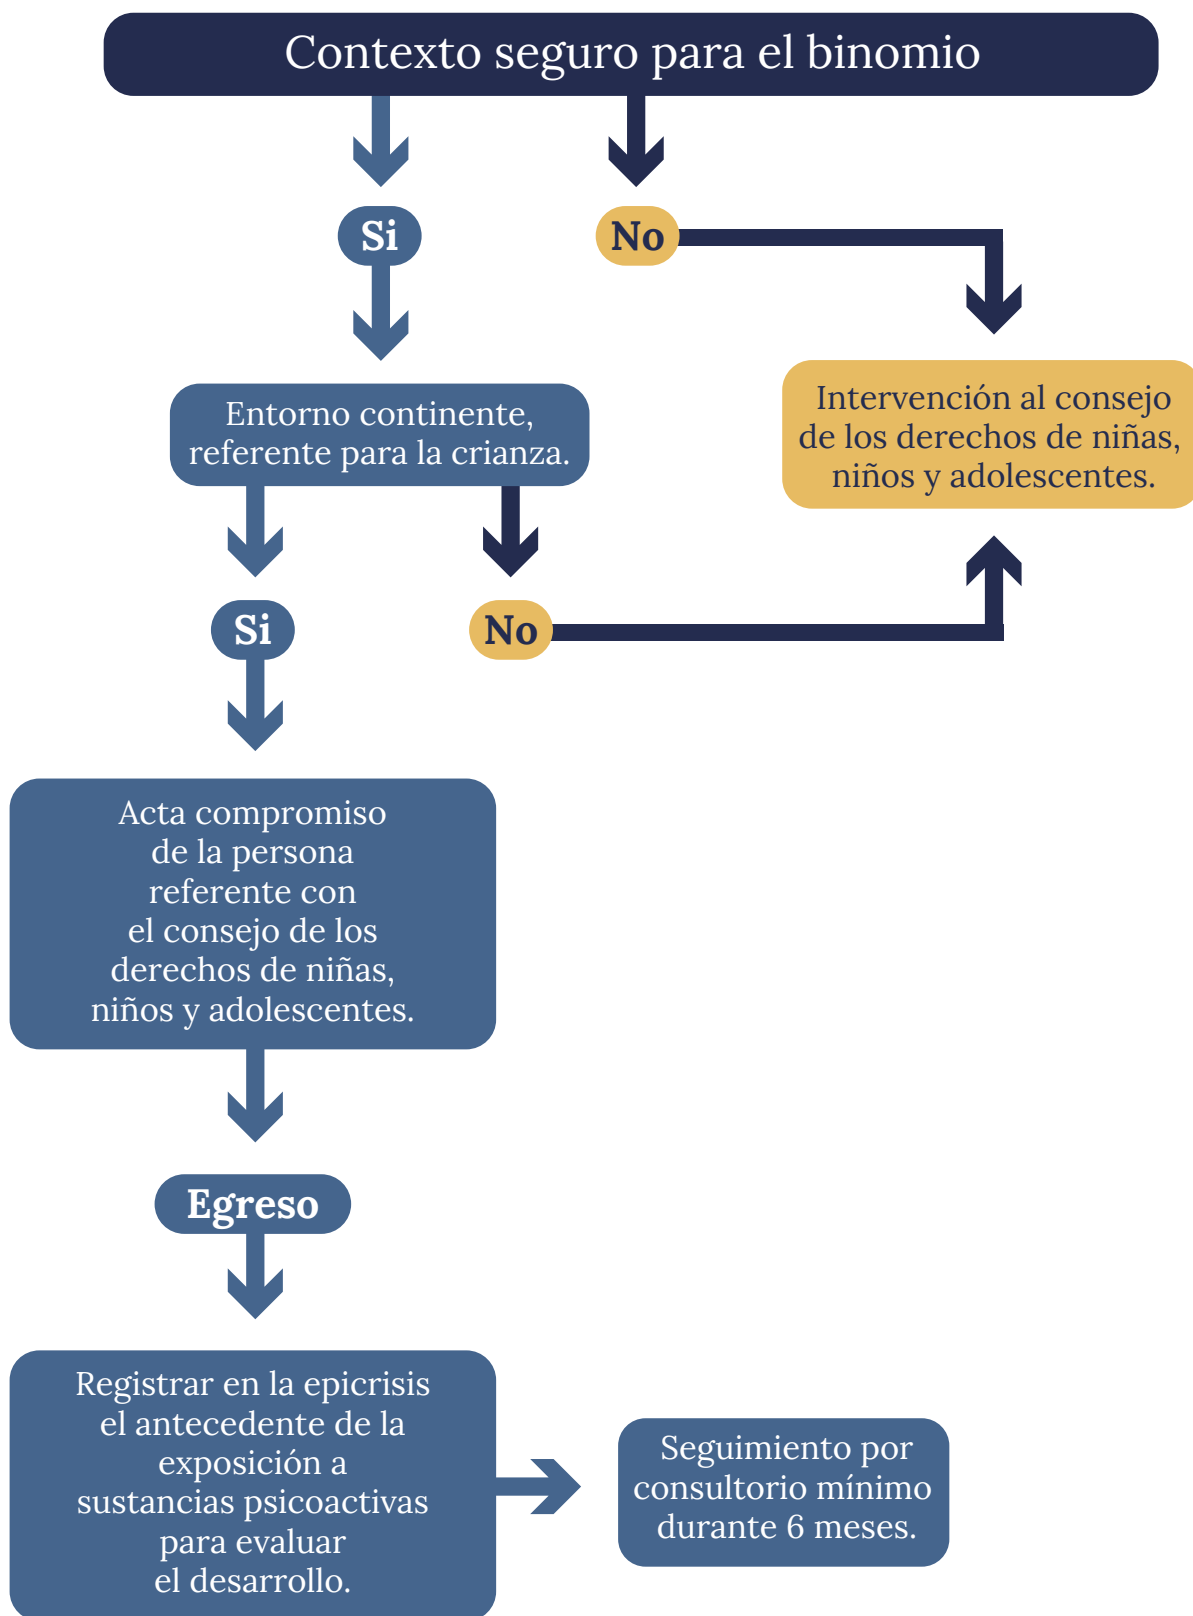 Contexto seguro para el binomio
Si
No
Entorno continente,
referente para la crianza.
Intervención al consejo
de los derechos de niñas,
niños y adolescentes.
Si
No
Acta compromiso
de la persona
referente con
el consejo de los
derechos de niñas,
niños y adolescentes.
Egreso
Registrar en la epicrisis
el antecedente de la
exposición a
sustancias psicoactivas
para evaluar
el desarrollo.
Seguimiento por
consultorio mínimo
durante 6 meses.